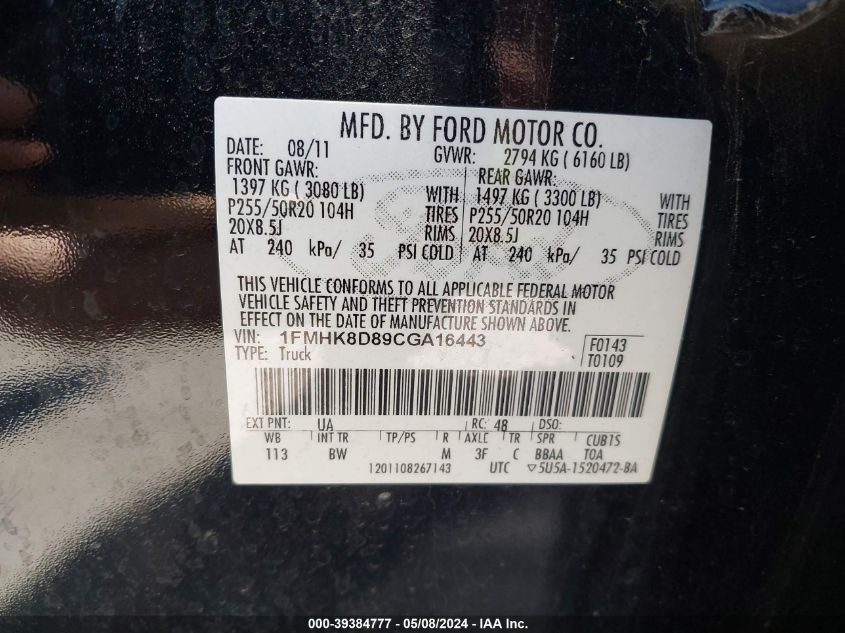 MFD. BY FORD MOTOR CO.
DATE: 08/11 GVWR: 2794 KG ( 6160 LB)
FRONT GAWR: REAR GAWR:
1397 KG ( 3080 LB) WITH 1497 KG ( 3300 LB) WITH
P255/50R20 104H TIRES P255/50R20 104H TIRES
20X8.5J RIMS 20X8.5J RIMS
AT 240 kPa/ 35 PSI COLD AT 240 kPa/ 35 PSI COLD
THIS VEHICLE CONFORMS TO ALL APPLICABLE FEDERAL MOTOR
VEHICLE SAFETY AND THEFT PREVENTION STANDARDS IN
EFFECT ON THE DATE OF MANUFACTURE SHOWN ABOVE.
VIN: 1FMHK8D89CGA16443 F0143
TYPE: Truck T0109
EXT PNT: UA RC: 48 DSO:
WB INT TR TP/PS R AXLE TR SPR CUBTS
113 BW M 3F C BBAA TOA
1201108267143 UTC ▽5U5A-1520472-BA
000-39384777 - 05/08/2024 - IAA Inc.